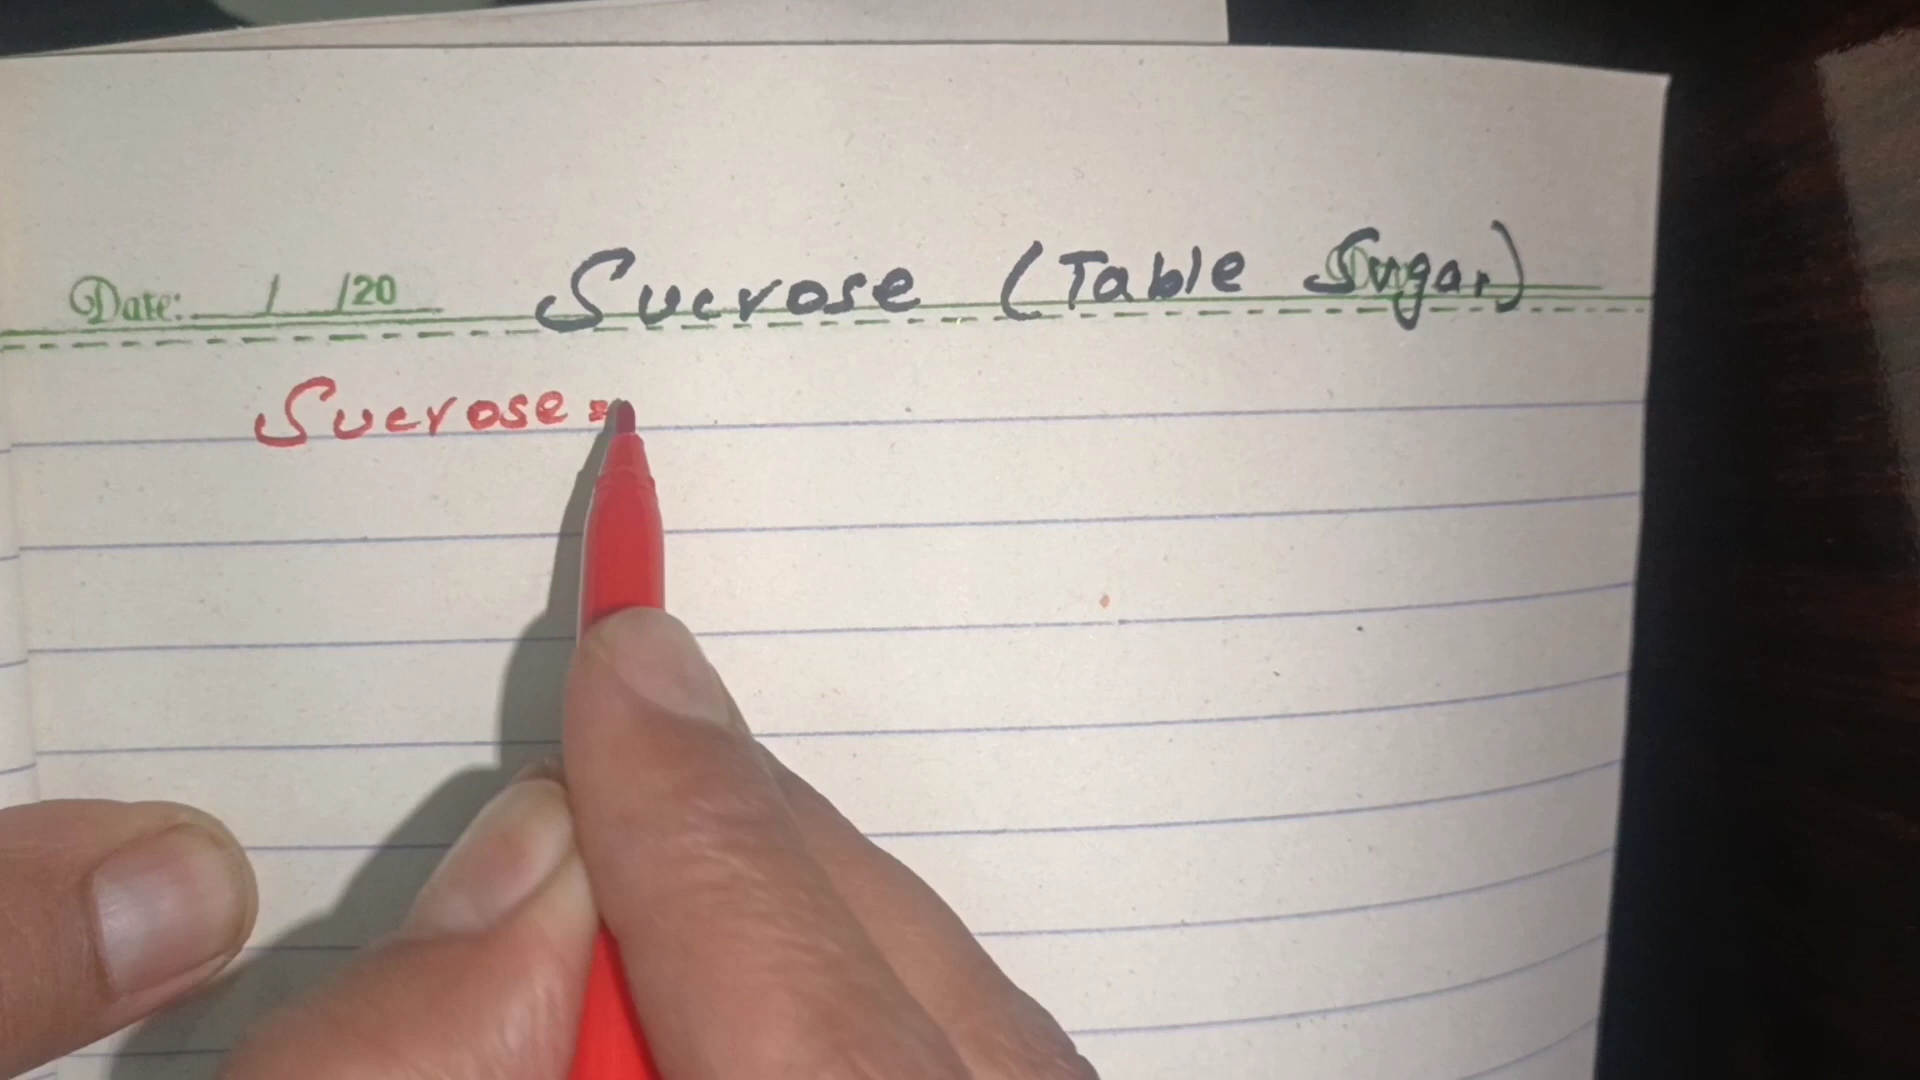 Date: / /20 Sucrose (Table Sugar)
Sucrose =